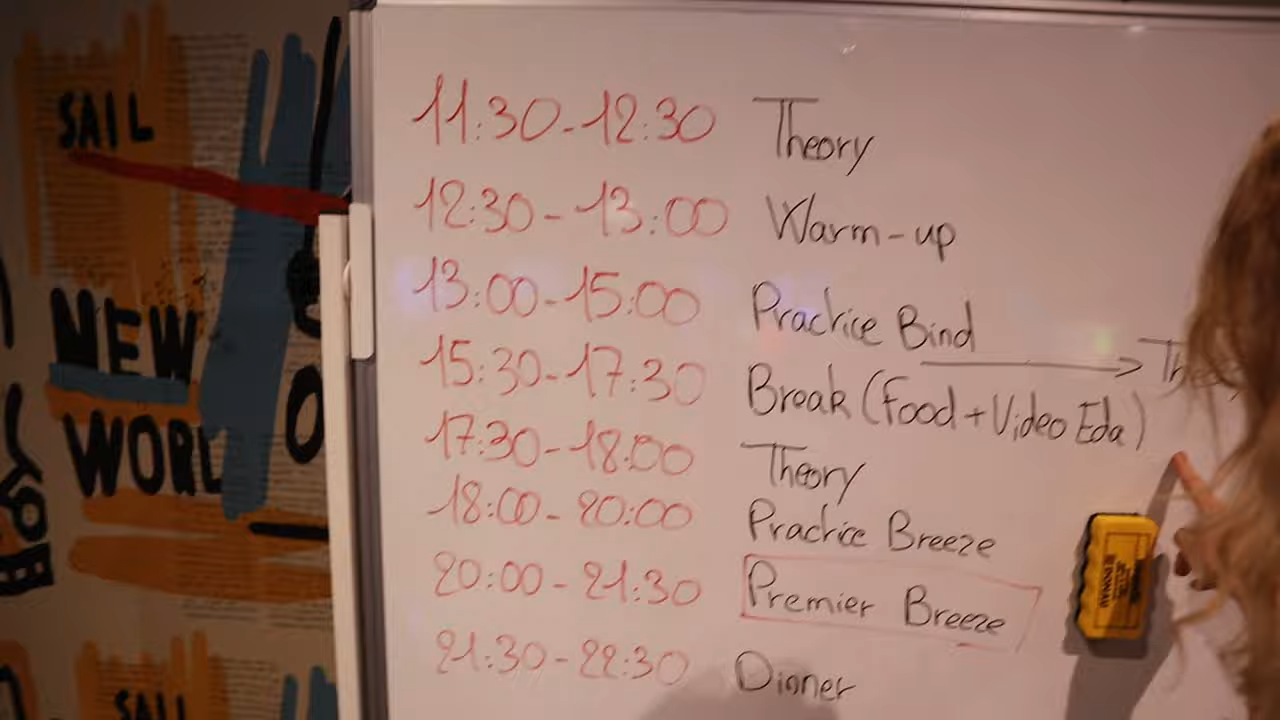 SAIL
NEW
WORL
SAIL
11:30-12:30 Theory
12:30-13:00 Warm-up
13:00-15:00 Practice Bind
15:30-17:30 Break (Food + Video Eda)
17:30-18:00 Theory
18:00-20:00 Practice Breeze
20:00-21:30 Premier Breeze
21:30-22:30 Dinner